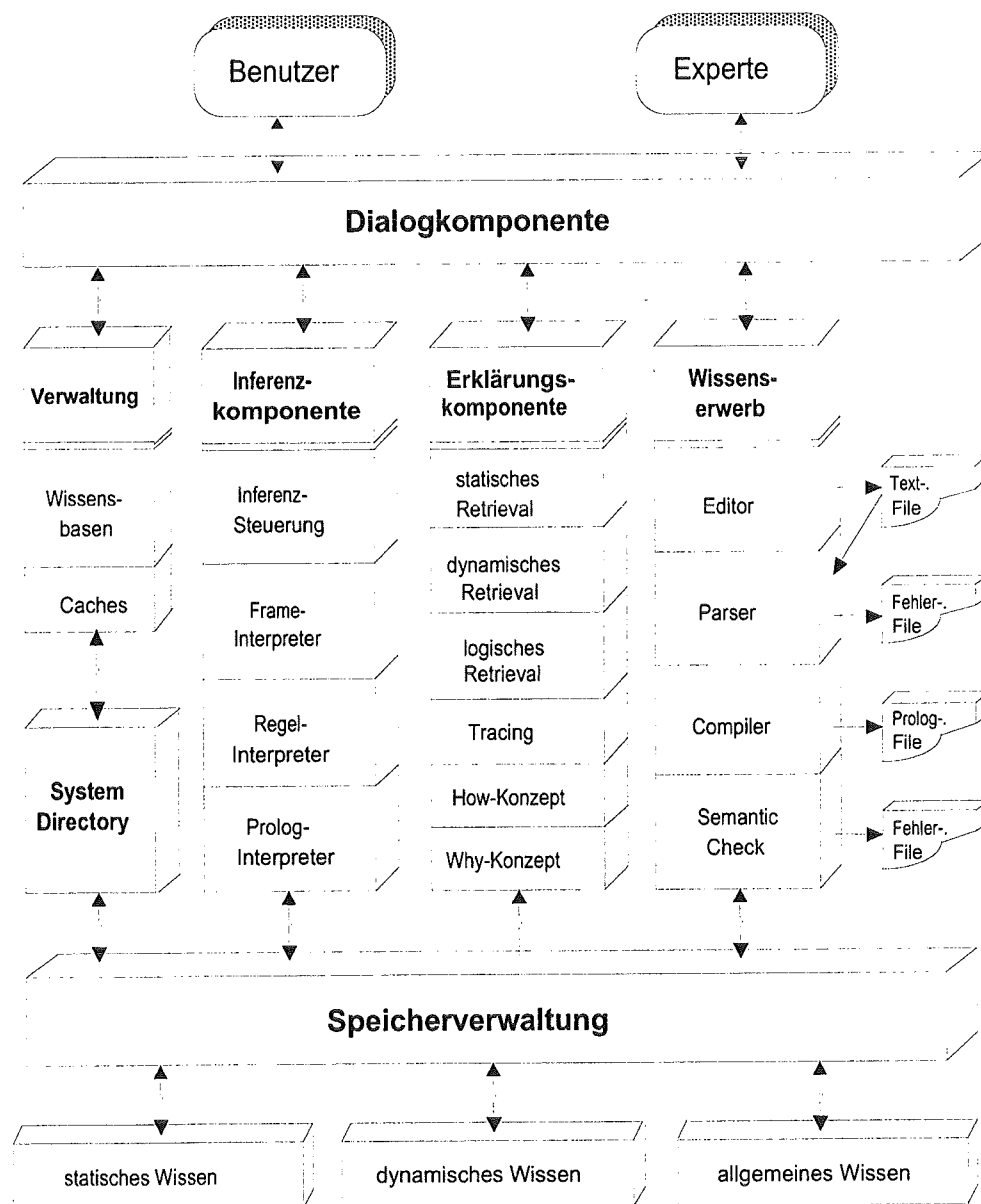 Benutzer
Experte
Dialogkomponente
Verwaltung
Inferenz-
komponente
Erklärungs-
komponente
Wissens-
erwerb
Wissens-
basen
Caches
System
Directory
Inferenz-
Steuerung
Frame-
Interpreter
Regel-
Interpreter
Prolog-
Interpreter
statisches
Retrieval
dynamisches
Retrieval
logisches
Retrieval
Tracing
How-Konzept
Why-Konzept
Editor
Parser
Compiler
Semantic
Check
Text-.
File
Fehler-.
File
Prolog-.
File
Fehler-.
File
Speicherverwaltung
statisches Wissen
dynamisches Wissen
allgemeines Wissen